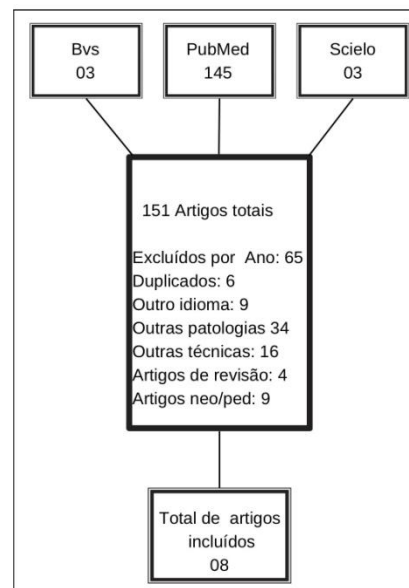 Bvs
03
PubMed
145
Scielo
03
151 Artigos totais
Excluídos por Ano: 65
Duplicados: 6
Outro idioma: 9
Outras patologias 34
Outras técnicas: 16
Artigos de revisão: 4
Artigos neo/ped: 9
Total de artigos
incluídos
08